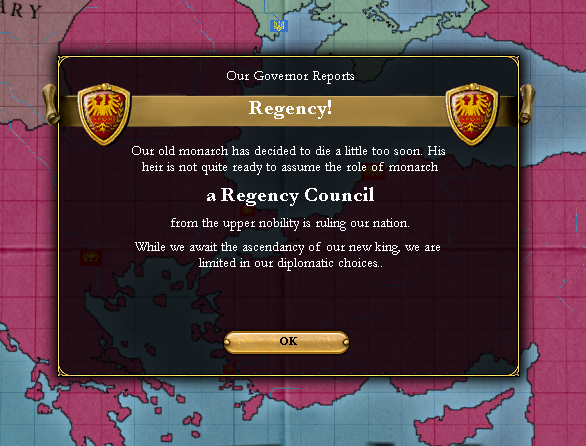 ARY
Our Governor Reports
Regency!
Our old monarch has decided to die a little too soon. His
heir is not quite ready to assume the role of monarch
a Regency Council
from the upper nobility is ruling our nation.
While we await the ascendancy of our new king, we are
limited in our diplomatic choices..
OK